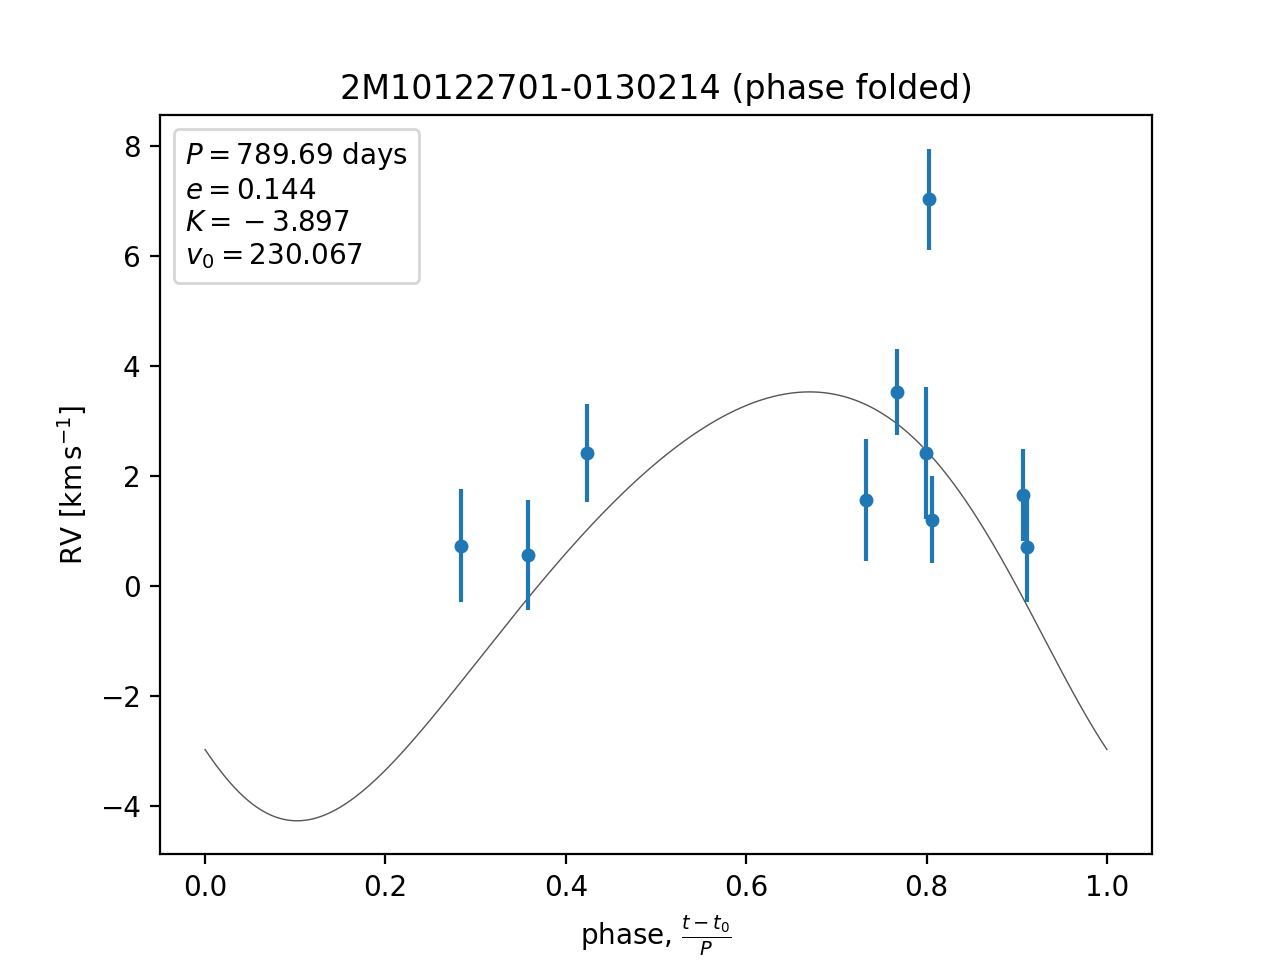 2M10122701-0130214 (phase folded)
P = 789.69 days
e = 0.144
K = −3.897
v₀ = 230.067
8
6
4
2
0
−2
−4
RV [km s⁻¹]
0.0 0.2 0.4 0.6 0.8 1.0
phase, (t − t₀)/P